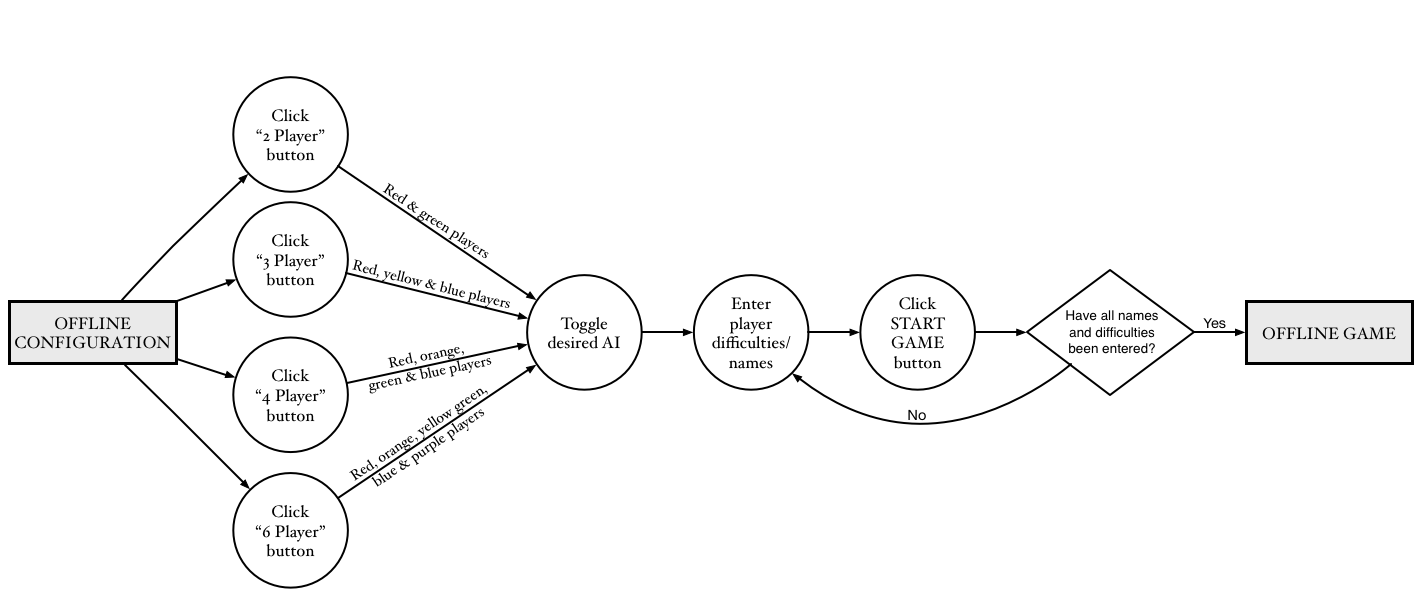 OFFLINE
CONFIGURATION
Click
“2 Player”
button
Click
“3 Player”
button
Click
“4 Player”
button
Click
“6 Player”
button
Red & green players
Red, yellow & blue players
Red, orange,
green & blue players
Red, orange, yellow green,
blue & purple players
Toggle
desired AI
Enter
player
difficulties/
names
Click
START
GAME
button
Have all names
and difficulties
been entered?
No
Yes
OFFLINE GAME